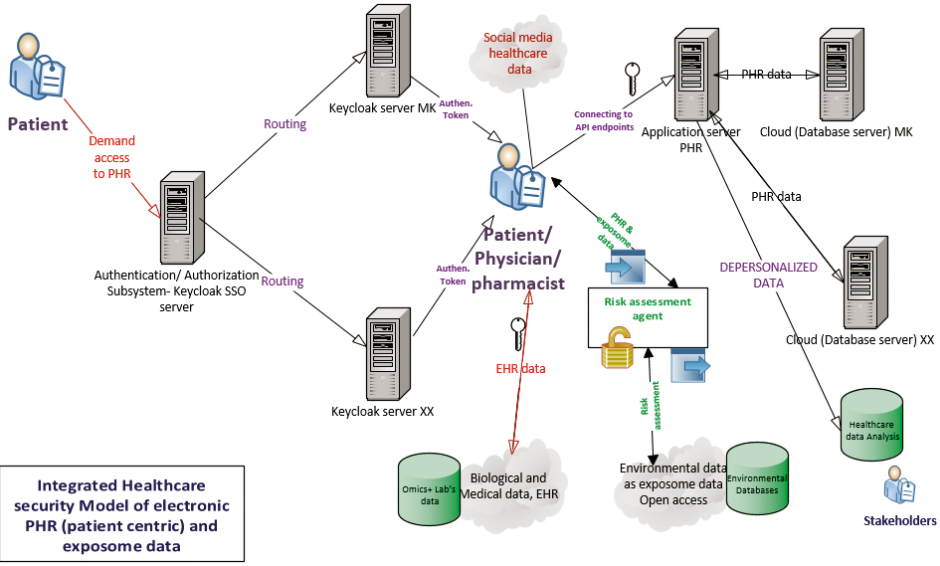 Patient
Demand
access
to PHR
Authentication/ Authorization
Subsystem- Keycloak SSO
server
Routing
Routing
Keycloak server MK
Keycloak server XX
Authen.
Token
Authen.
Token
Social media
healthcare
data
Patient/
Physician/
pharmacist
Connecting to
API endpoints
Application server
PHR
PHR data
Cloud (Database server) MK
PHR data
Cloud (Database server) XX
DEPERSONALIZED
DATA
PHR &
exposome
data
Risk assessment
agent
Risk
assessment
EHR data
Omics+ Lab's
data
Biological and
Medical data, EHR
Environmental data
as exposome data
Open access
Environmental
Databases
Healthcare
data Analysis
Stakeholders
Integrated Healthcare
security Model of electronic
PHR (patient centric) and
exposome data